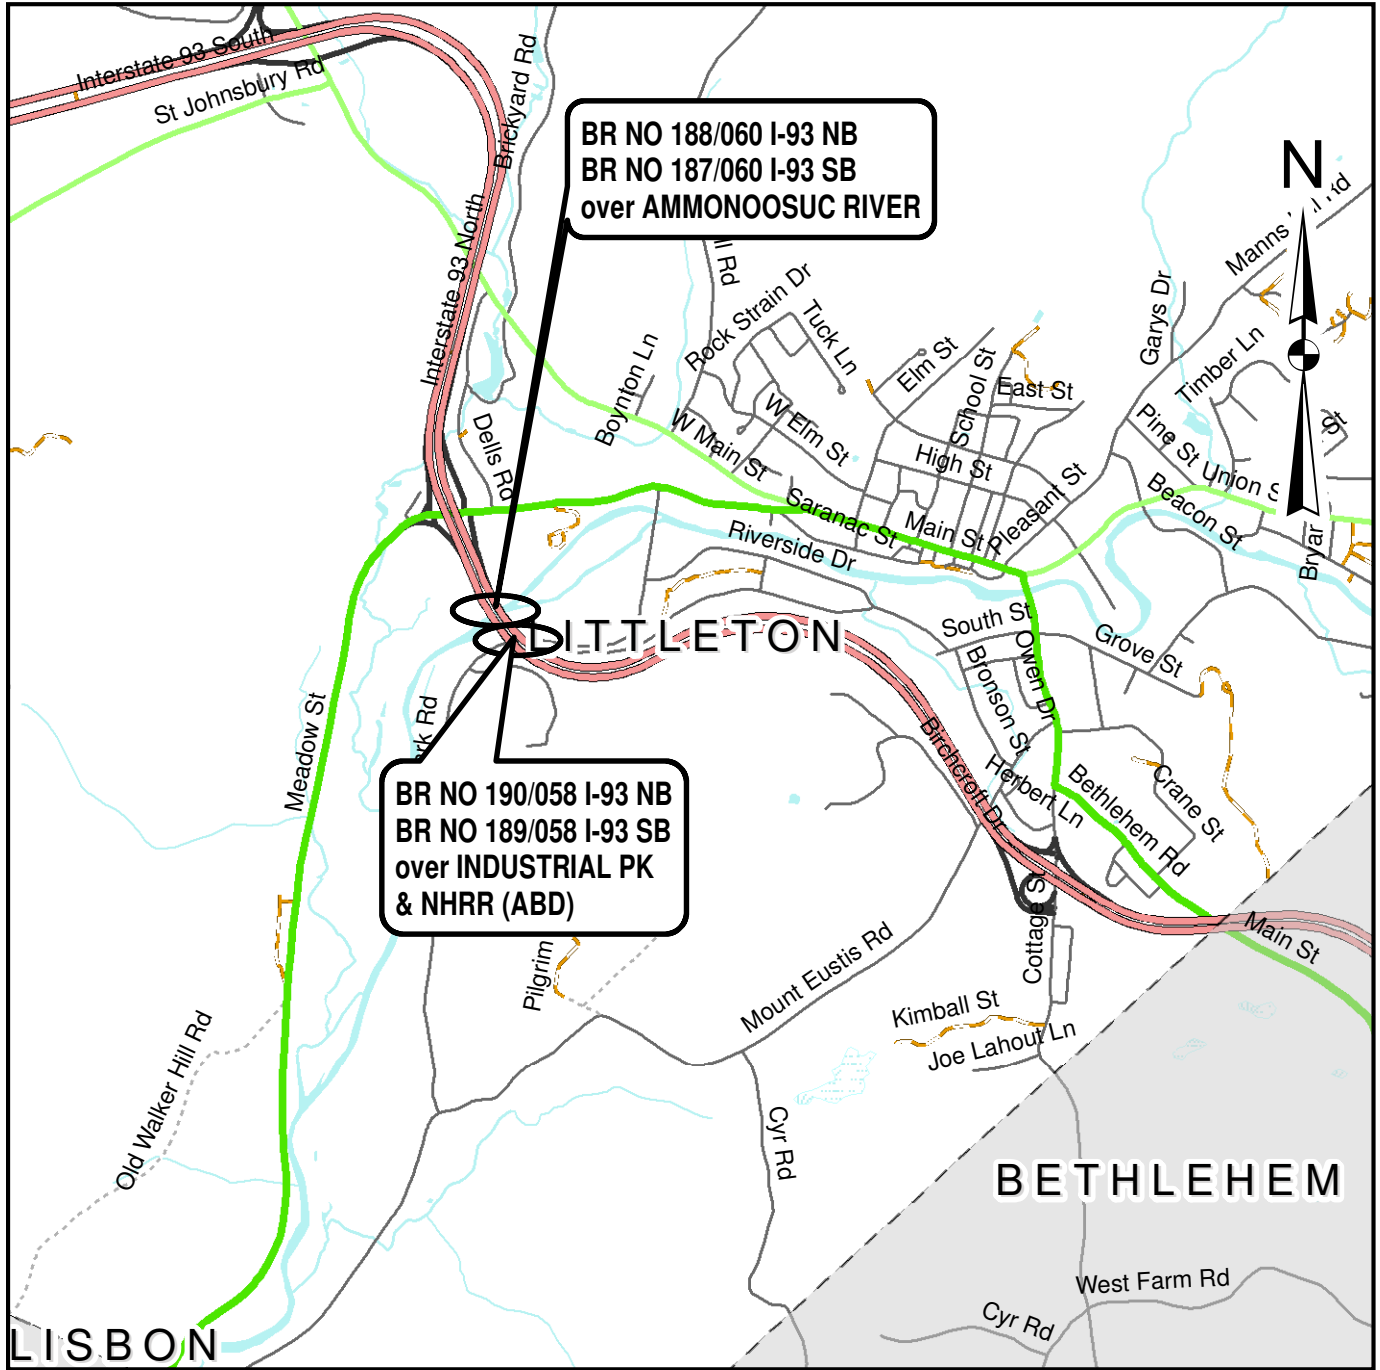 Interstate 93 South
St Johnsbury Rd
Brickyard Rd
BR NO 188/060 I-93 NB
BR NO 187/060 I-93 SB
over AMMONOOSUC RIVER
N
Manns
Rd
Interstate 93 North
Rock Strain Dr
Tuck Ln
Garys Dr
Boynton Ln
Elm St
School St
East St
Timber Ln
St
Dells Rd
W Main St
W Elm St
High St
Pine St
Union S
Pleasant St
Beacon St
Saranac St
Main St
Riverside Dr
Bryar
LITTLETON
South St
Owen Dr
Grove St
Bronson St
Meadow St
Rd
Birchcroft Dr
Herbert Ln
Bethlehem Rd
Crane St
BR NO 190/058 I-93 NB
BR NO 189/058 I-93 SB
over INDUSTRIAL PK
& NHRR (ABD)
Cottage St
Main St
Pilgrim
Mount Eustis Rd
Kimball St
Joe Lahout Ln
Old Walker Hill Rd
Cyr Rd
BETHLEHEM
West Farm Rd
Cyr Rd
LISBON